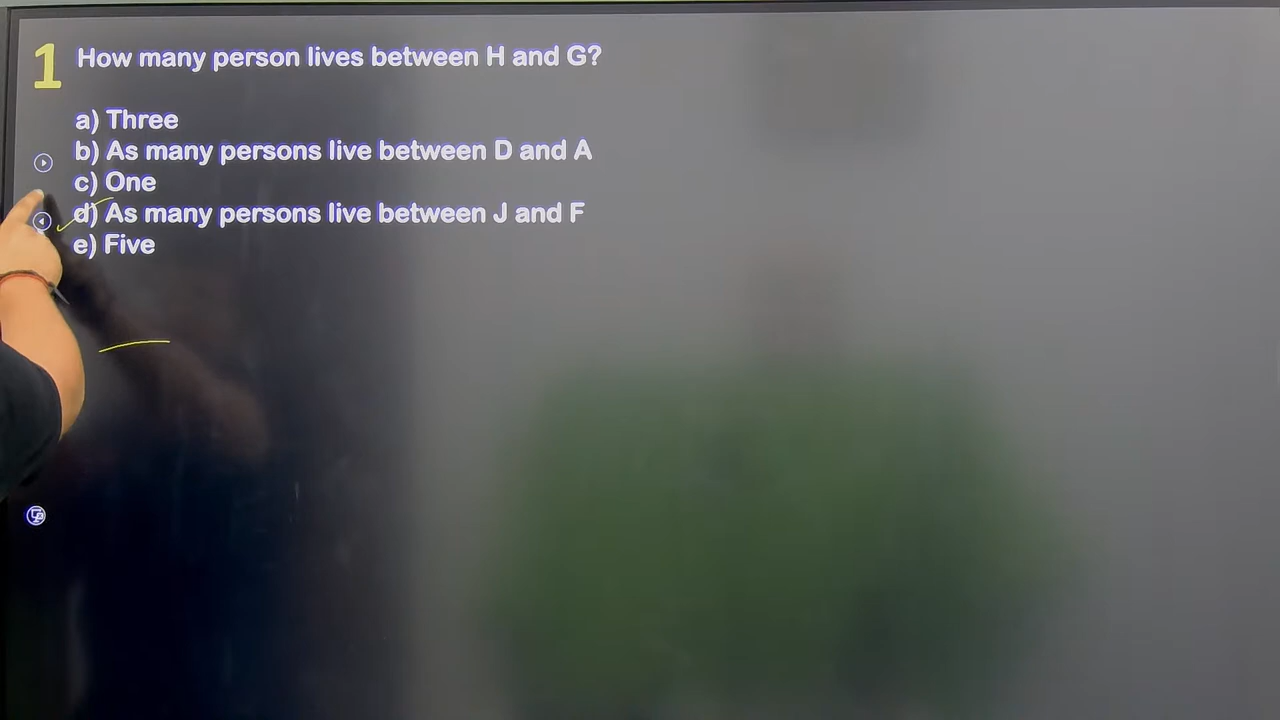 1 How many person lives between H and G?
a) Three
b) As many persons live between D and A
c) One
d) As many persons live between J and F
e) Five